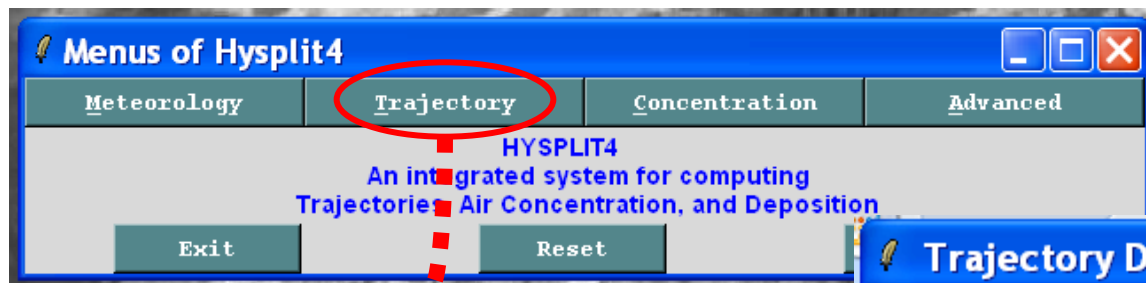 Menus of Hysplit4
Meteorology Trajectory Concentration Advanced
HYSPLIT4
An integrated system for computing
Trajectories, Air Concentration, and Deposition
Exit Reset
Trajectory D